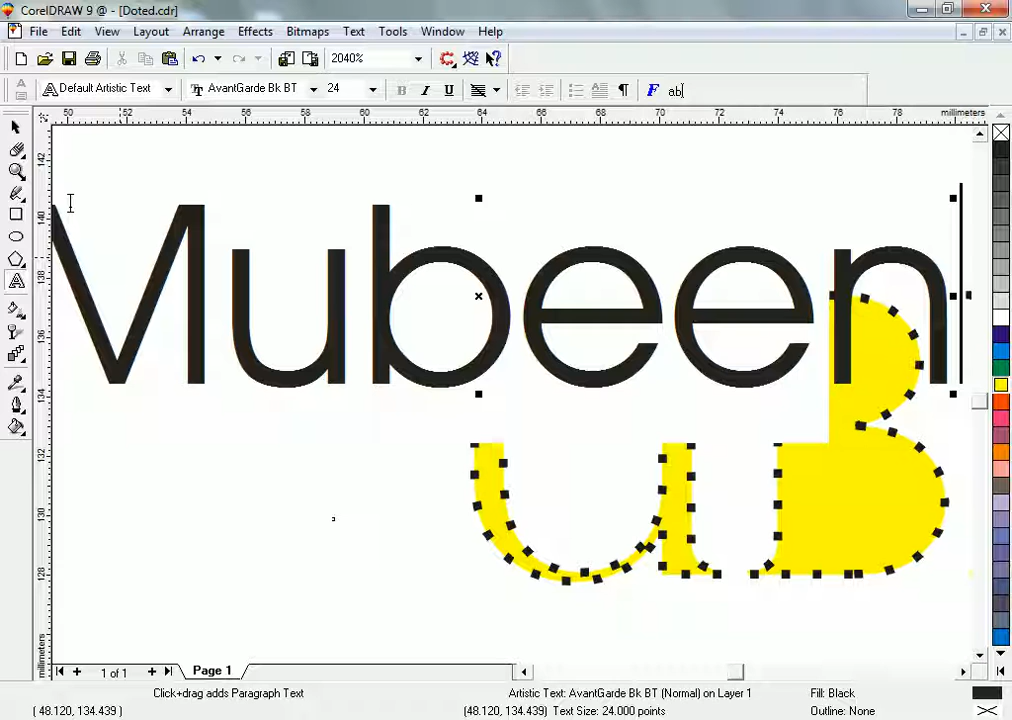 CorelDRAW 9 @ - [Doted.cdr]
File Edit View Layout Arrange Effects Bitmaps Text Tools Window Help
2040%
Default Artistic Text AvantGarde Bk BT 24 B I U ¶ F ab
50 52 54 56 58 60 62 64 66 68 70 72 74 76 78 millimeters
142
140
138
136
134
132
130
128
millimeters
Mubeen
uB
1 of 1 Page 1
Click+drag adds Paragraph Text Artistic Text: AvantGarde Bk BT (Normal) on Layer 1 Fill: Black
( 48.120, 134.439 ) (48.120, 134.439) Text Size: 24.000 points Outline: None